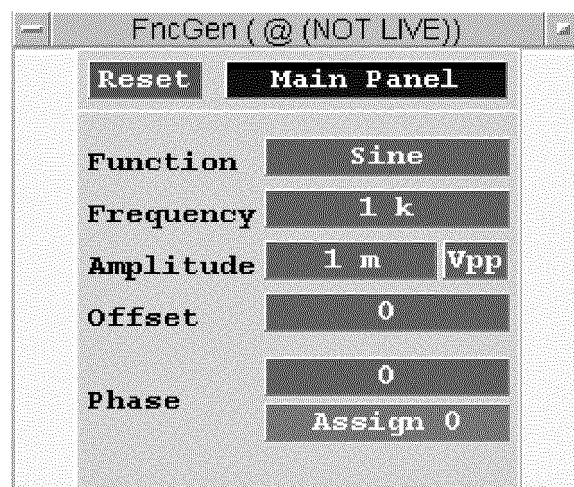 FncGen ( @ (NOT LIVE))
Reset Main Panel
Function Sine
Frequency 1 k
Amplitude 1 m Vpp
Offset 0
Phase 0
Assign 0